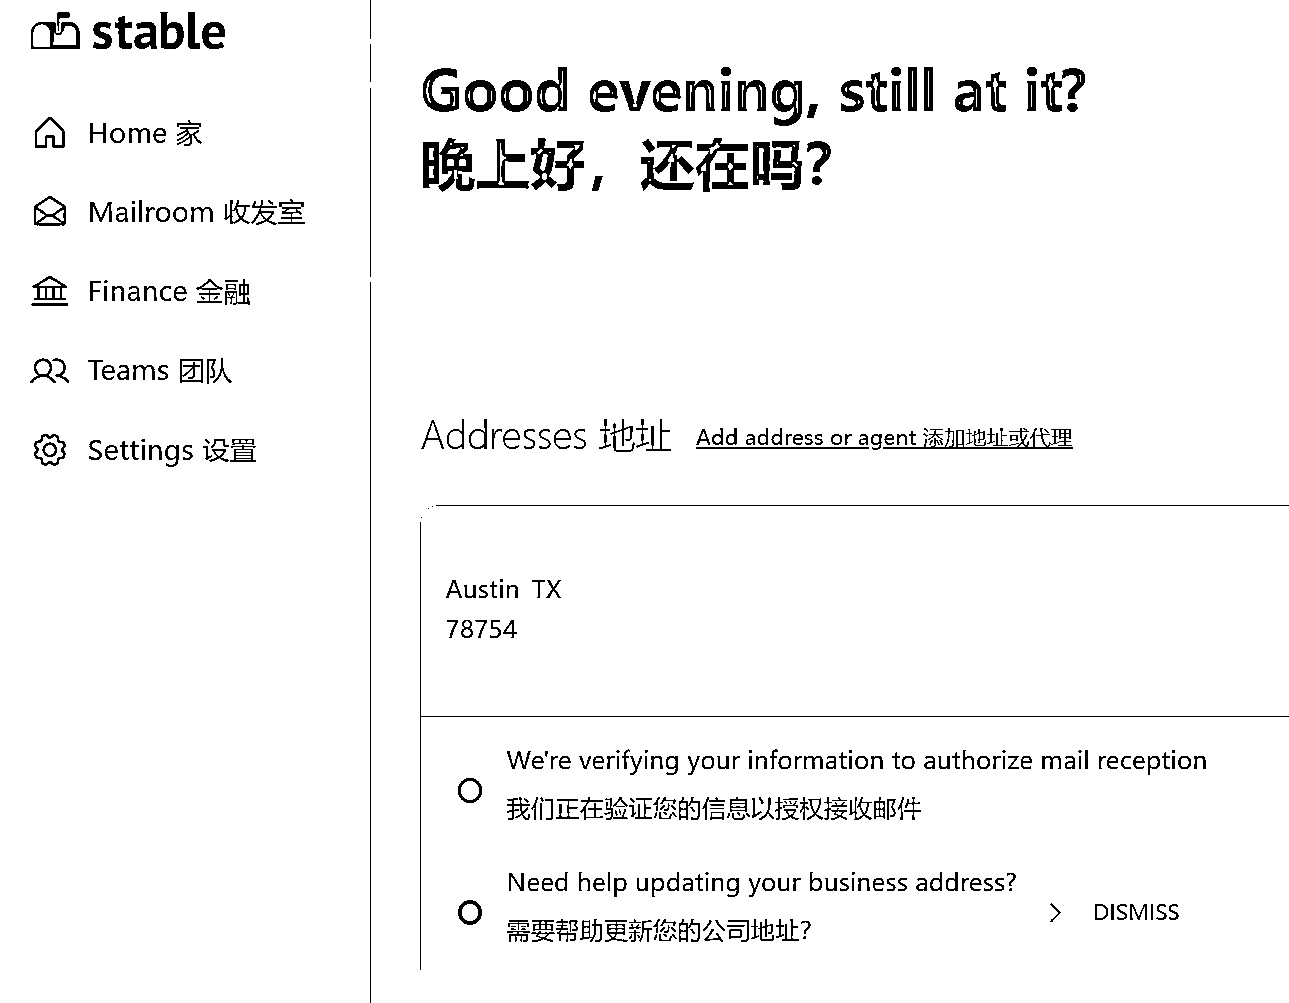 stable
Home 家
Mailroom 收发室
Finance 金融
Teams 团队
Settings 设置
Good evening, still at it?
晚上好，还在吗？
Addresses 地址 Add address or agent 添加地址或代理
Austin TX
78754
We're verifying your information to authorize mail reception
我们正在验证您的信息以授权接收邮件
Need help updating your business address?
需要帮助更新您的公司地址？
DISMISS